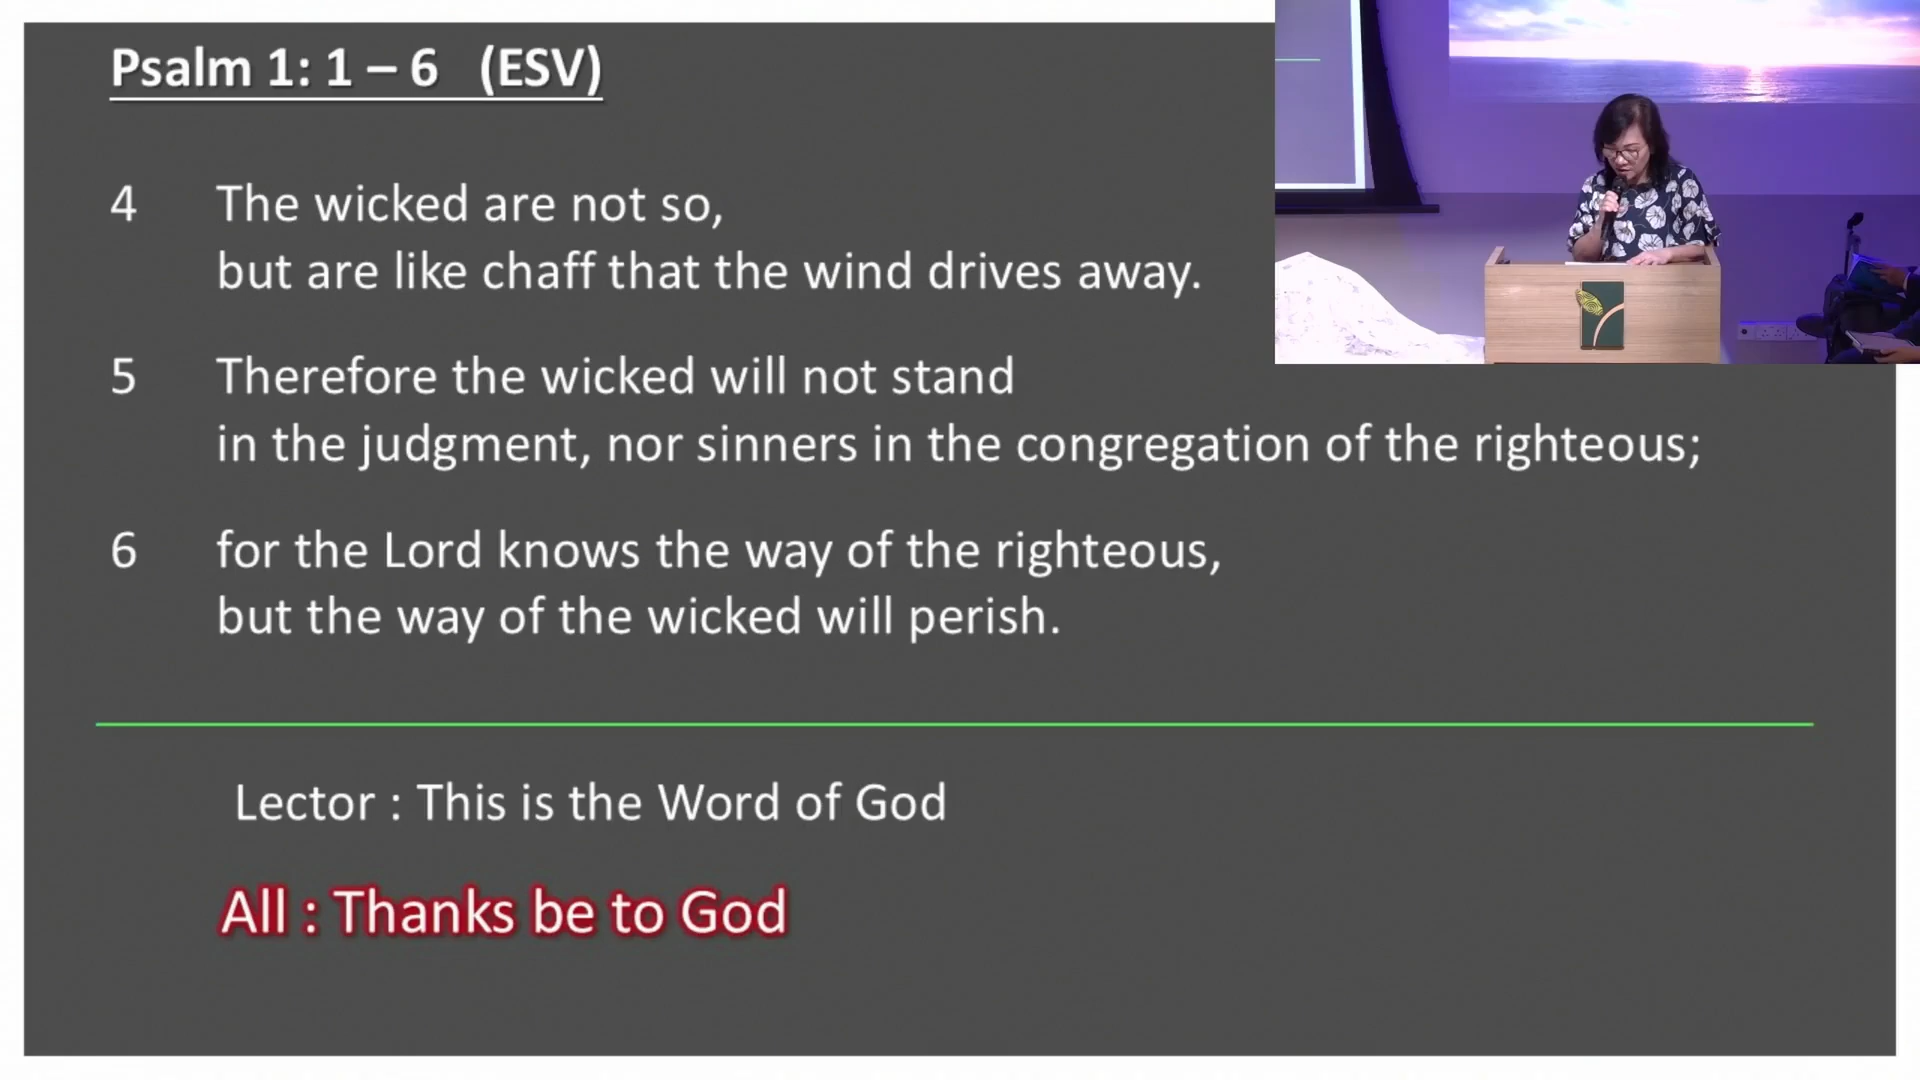 Psalm 1: 1 – 6   (ESV)
4 The wicked are not so,
but are like chaff that the wind drives away.
5 Therefore the wicked will not stand
in the judgment, nor sinners in the congregation of the righteous;
6 for the Lord knows the way of the righteous,
but the way of the wicked will perish.
Lector : This is the Word of God
All : Thanks be to God